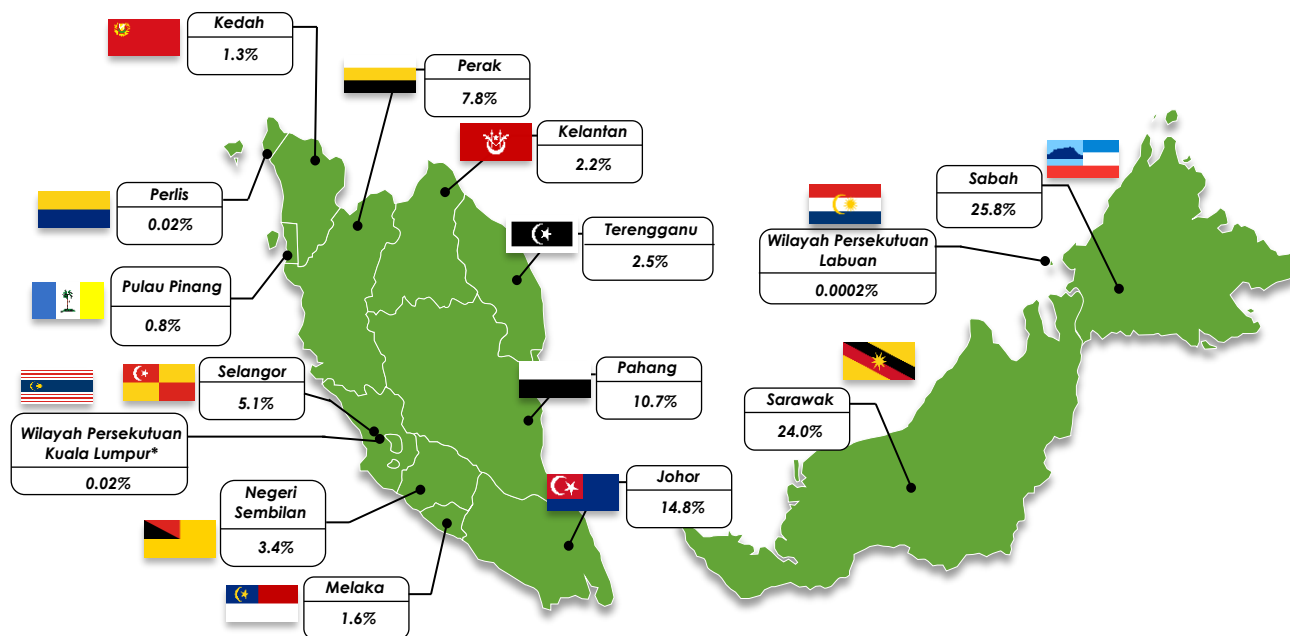 Kedah
1.3%
Perak
7.8%
Kelantan
2.2%
Perlis
0.02%
Terengganu
2.5%
Sabah
25.8%
Wilayah Persekutuan
Labuan
0.0002%
Pulau Pinang
0.8%
Selangor
5.1%
Pahang
10.7%
Sarawak
24.0%
Wilayah Persekutuan
Kuala Lumpur*
0.02%
Negeri
Sembilan
3.4%
Johor
14.8%
Melaka
1.6%